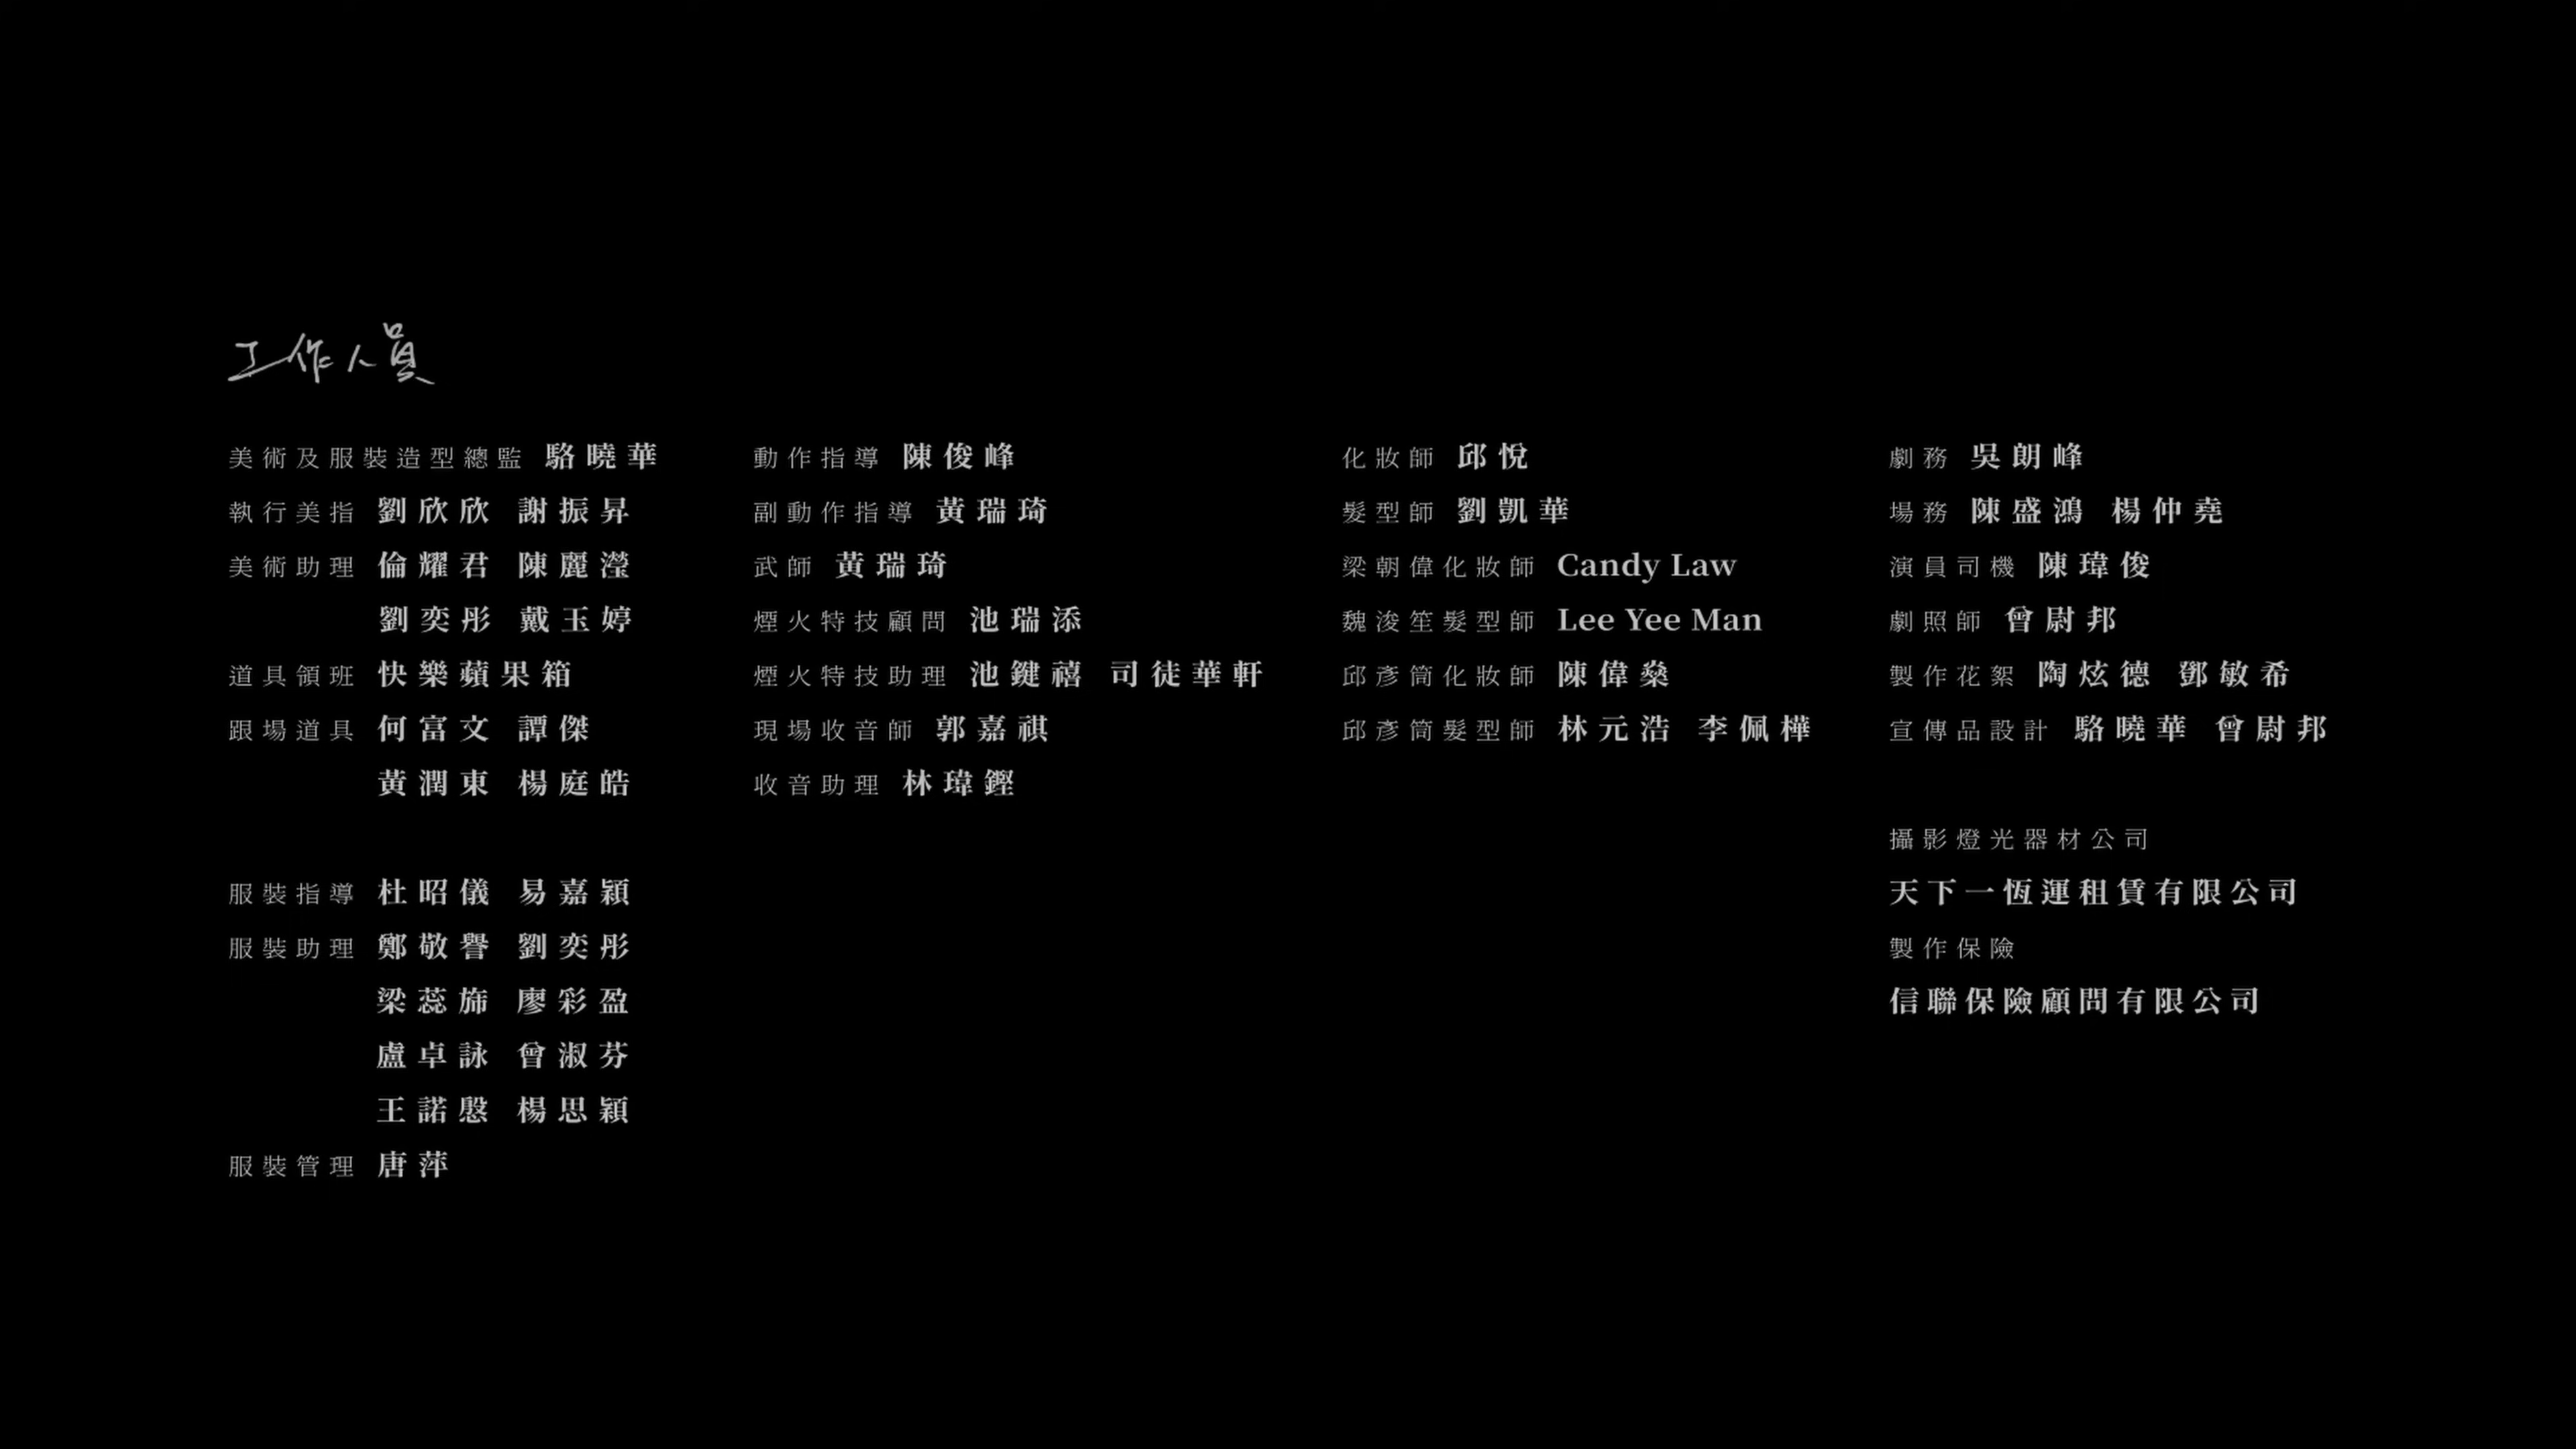 工作人員
美術及服裝造型總監 駱曉華
執行美指 劉欣欣 謝振昇
美術助理 倫耀君 陳麗瀅
劉奕彤 戴玉婷
道具領班 快樂蘋果箱
跟場道具 何富文 譚傑
黃潤東 楊庭皓
服裝指導 杜昭儀 易嘉穎
服裝助理 鄭敬譽 劉奕彤
梁蕊旆 廖彩盈
盧卓詠 曾淑芬
王諾慇 楊思穎
服裝管理 唐萍
動作指導 陳俊峰
副動作指導 黃瑞琦
武師 黃瑞琦
煙火特技顧問 池瑞添
煙火特技助理 池鍵禧 司徒華軒
現場收音師 郭嘉祺
收音助理 林瑋鏗
化妝師 邱悅
髮型師 劉凱華
梁朝偉化妝師 Candy Law
魏浚笙髮型師 Lee Yee Man
邱彥筒化妝師 陳偉燊
邱彥筒髮型師 林元浩 李佩樺
劇務 吳朗峰
場務 陳盛鴻 楊仲堯
演員司機 陳瑋俊
劇照師 曾尉邦
製作花絮 陶炫德 鄧敏希
宣傳品設計 駱曉華 曾尉邦
攝影燈光器材公司
天下一恆運租賃有限公司
製作保險
信聯保險顧問有限公司